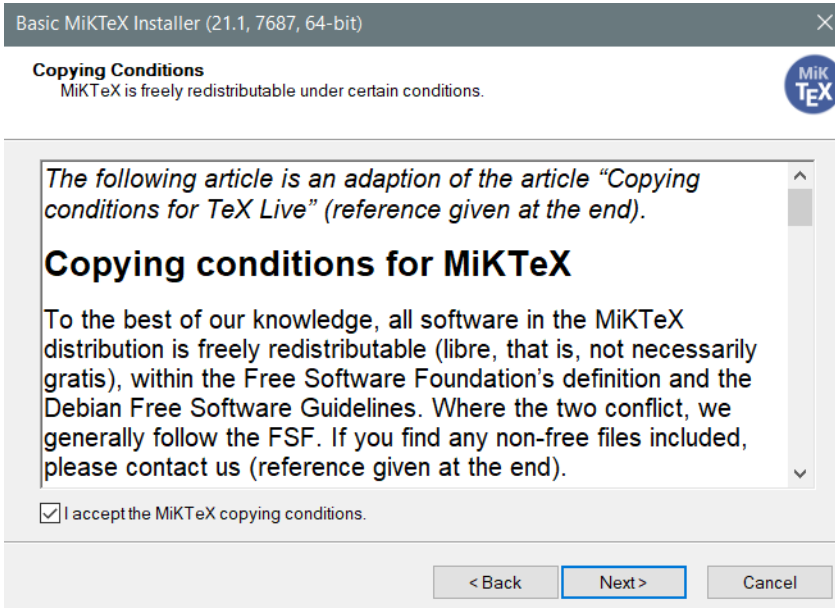 Basic MiKTeX Installer (21.1, 7687, 64-bit)
Copying Conditions
MiKTeX is freely redistributable under certain conditions.
MiK
TEX
The following article is an adaption of the article “Copying
conditions for TeX Live” (reference given at the end).
Copying conditions for MiKTeX
To the best of our knowledge, all software in the MiKTeX
distribution is freely redistributable (libre, that is, not necessarily
gratis), within the Free Software Foundation’s definition and the
Debian Free Software Guidelines. Where the two conflict, we
generally follow the FSF. If you find any non-free files included,
please contact us (reference given at the end).
I accept the MiKTeX copying conditions.
< Back Next > Cancel